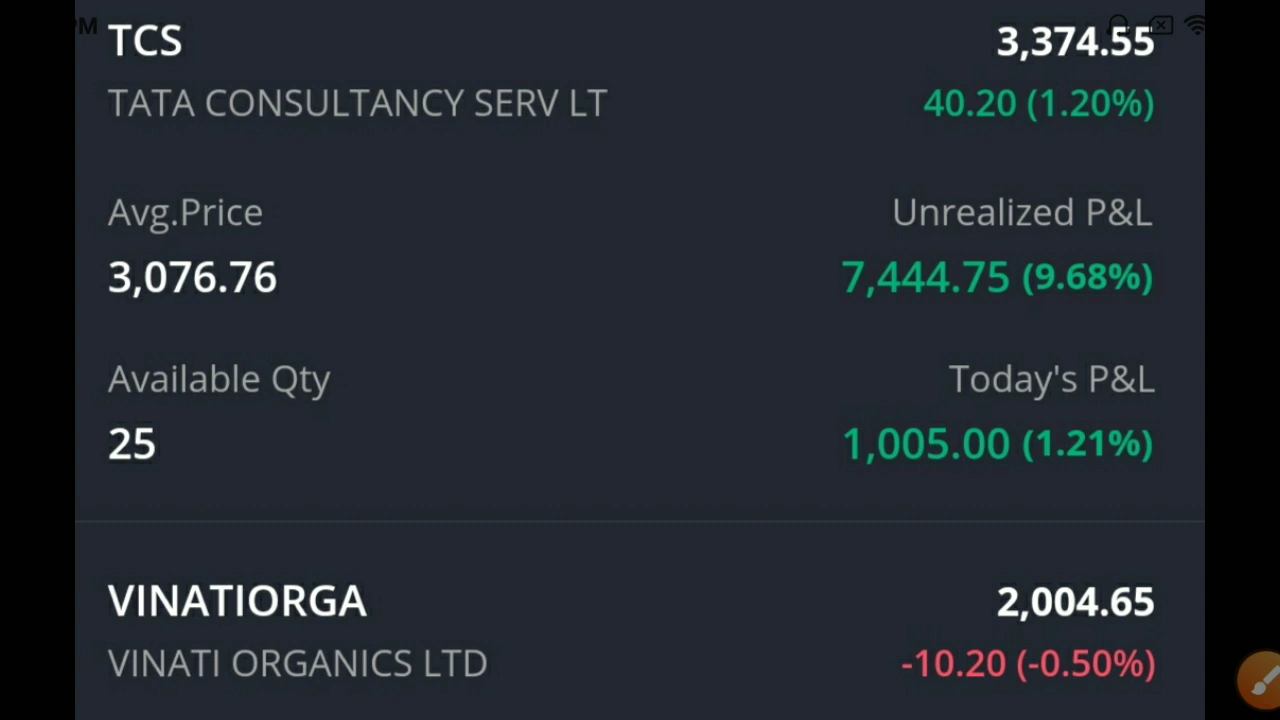 PM
TCS 3,374.55
TATA CONSULTANCY SERV LT 40.20 (1.20%)
Avg.Price Unrealized P&L
3,076.76 7,444.75 (9.68%)
Available Qty Today's P&L
25 1,005.00 (1.21%)
VINATIORGA 2,004.65
VINATI ORGANICS LTD -10.20 (-0.50%)